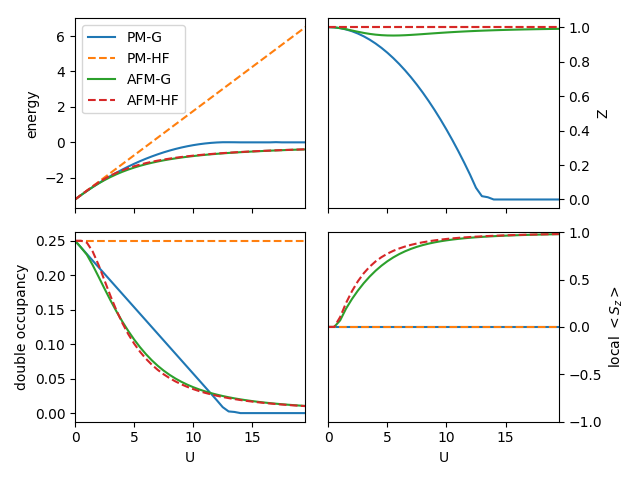 6
4
2
0
−2
energy
PM-G
PM-HF
AFM-G
AFM-HF
1.0
0.8
0.6
0.4
0.2
0.0
Z
0.25
0.20
0.15
0.10
0.05
0.00
double occupancy
0 5 10 15
U
1.0
0.5
0.0
−0.5
−1.0
local < S_z >
0 5 10 15
U